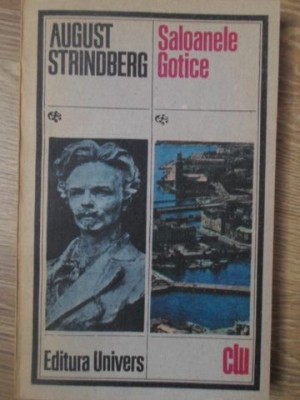 AUGUST
STRINDBERG
Saloanele
Gotice
Editura Univers
clu